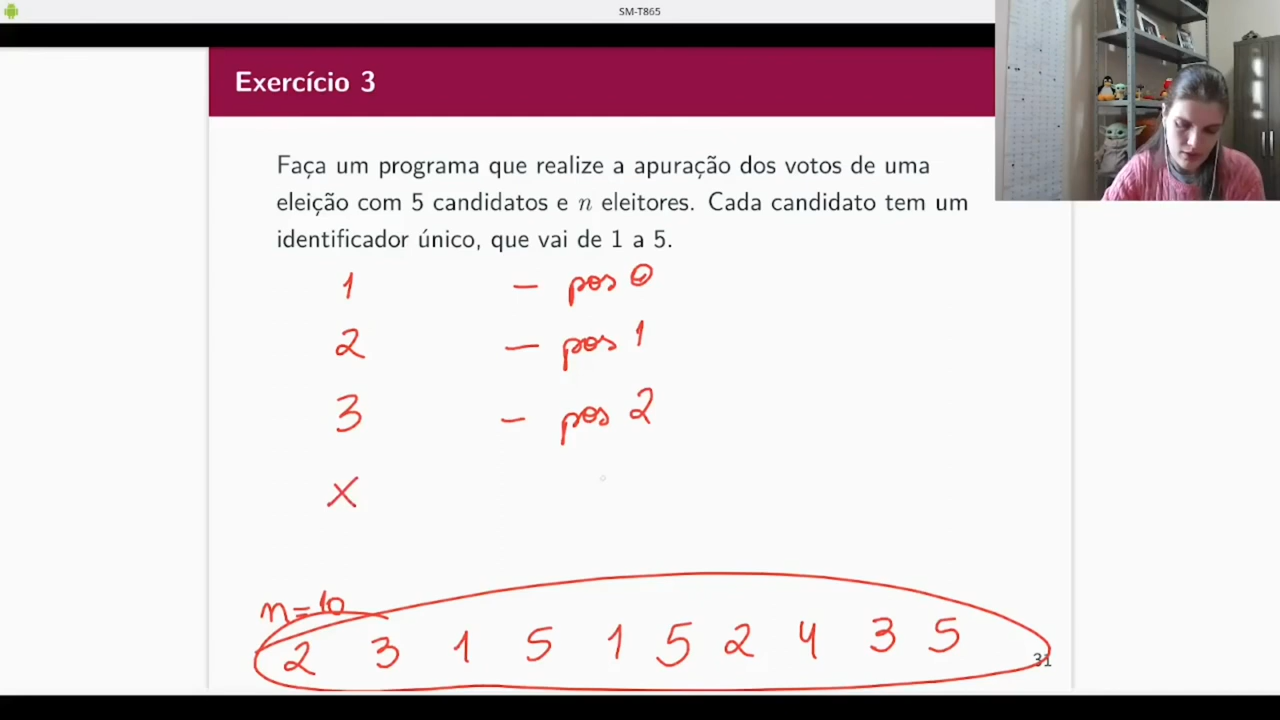 SM-T865
Exercício 3
Faça um programa que realize a apuração dos votos de uma
eleição com 5 candidatos e n eleitores. Cada candidato tem um
identificador único, que vai de 1 a 5.
1 – pos 0
2 – pos 1
3 – pos 2
X
n=10
2 3 1 5 1 5 2 4 3 5
31